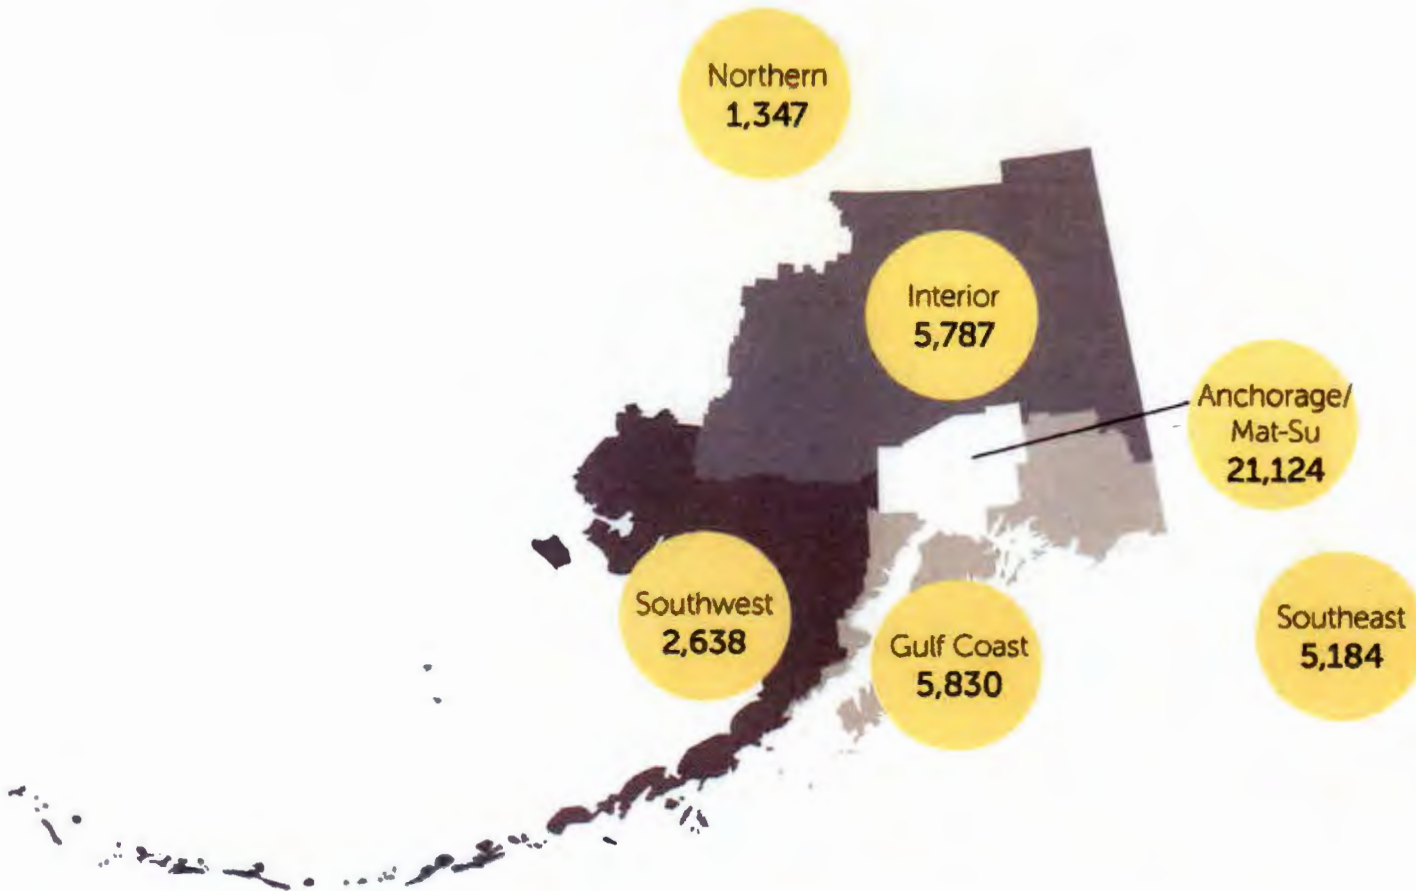 Northern
1,347
Interior
5,787
Anchorage/
Mat-Su
21,124
Southwest
2,638
Gulf Coast
5,830
Southeast
5,184